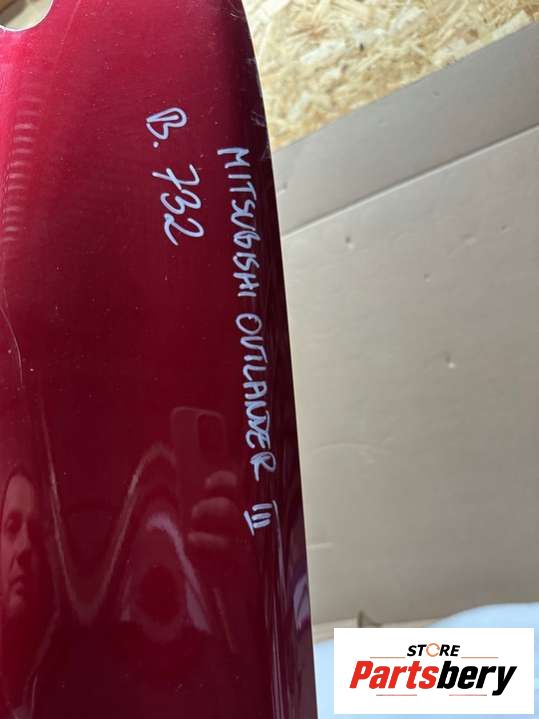 MITSUBISHI OUTLANDER III
B. 732
STORE
Partsbery